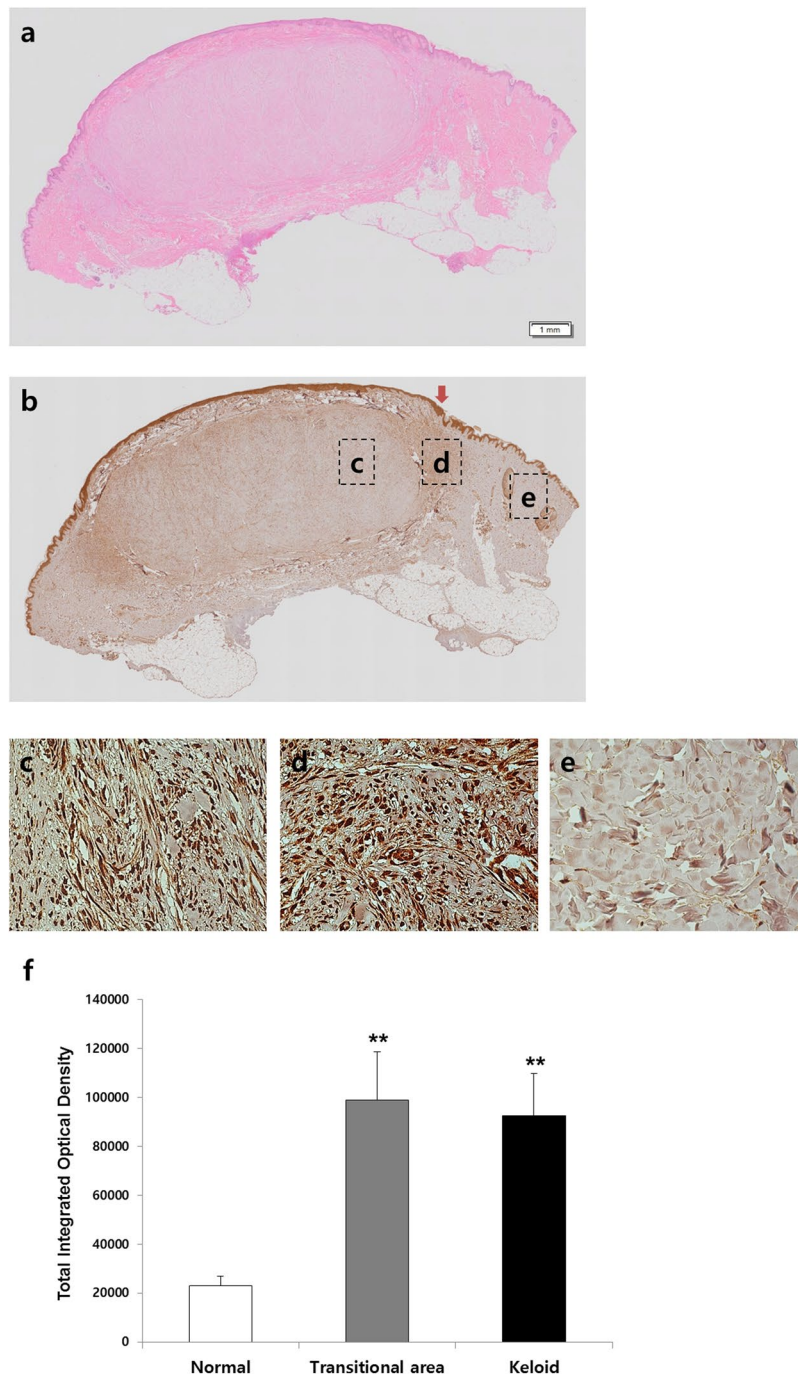 a
1 mm
b
c
d
e
c
d
e
f
140000
120000
100000
80000
60000
40000
20000
0
Total Integrated Optical Density
**
**
Normal
Transitional area
Keloid